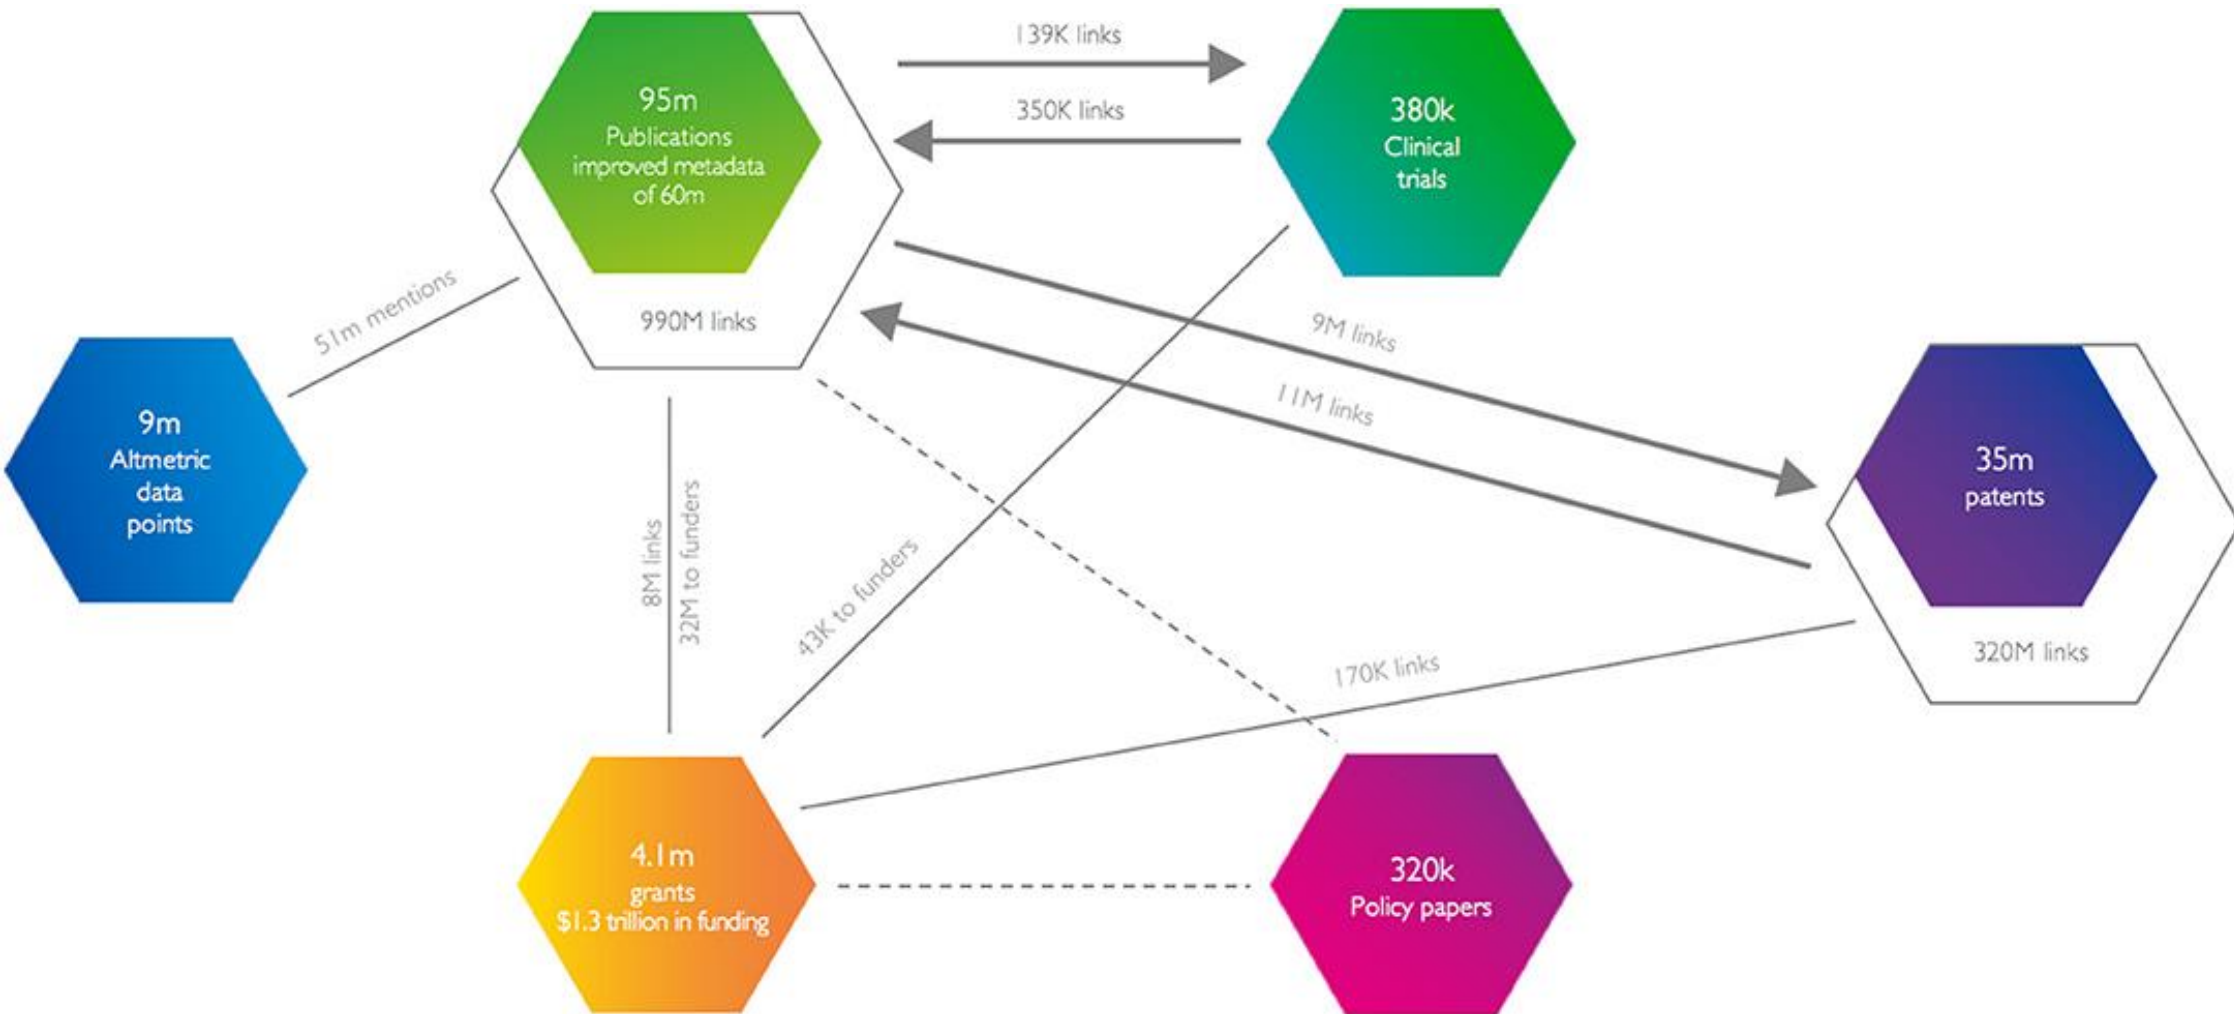 139K links
350K links
95m
Publications
improved metadata
of 60m
990M links
380k
Clinical
trials
51m mentions
9M links
11M links
9m
Altmetric
data
points
35m
patents
320M links
8M links
32M to funders
43K to funders
170K links
4.1m
grants
$1.3 trillion in funding
320k
Policy papers